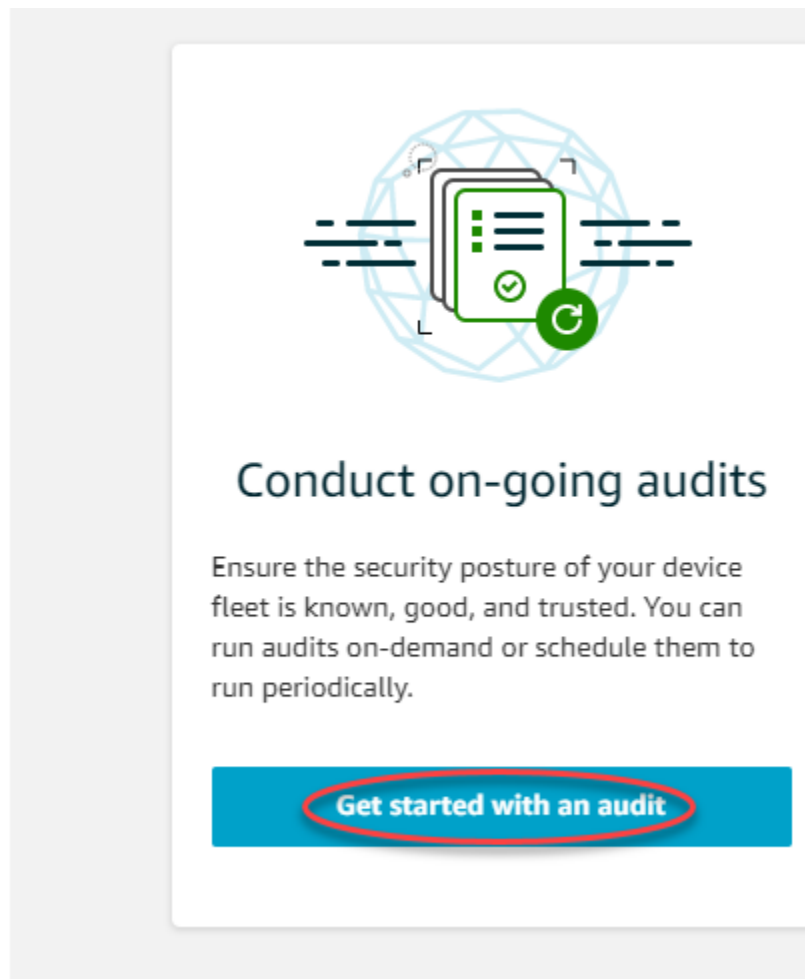 Conduct on-going audits
Ensure the security posture of your device
fleet is known, good, and trusted. You can
run audits on-demand or schedule them to
run periodically.
Get started with an audit